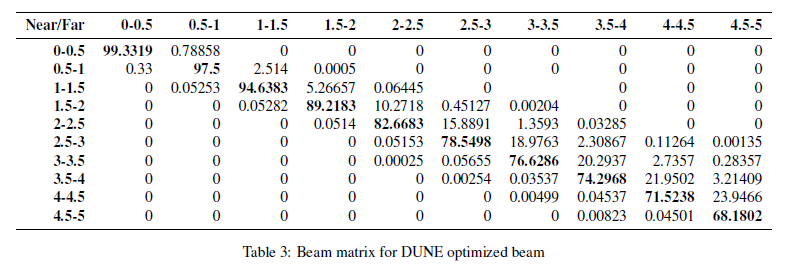 Near/Far 0-0.5 0.5-1 1-1.5 1.5-2 2-2.5 2.5-3 3-3.5 3.5-4 4-4.5 4.5-5
0-0.5 99.3319 0.78858 0 0 0 0 0 0 0 0
0.5-1 0.33 97.5 2.514 0.0005 0 0 0 0 0 0
1-1.5 0 0.05253 94.6383 5.26657 0.06445 0 0 0 0
1.5-2 0 0 0.05282 89.2183 10.2718 0.45127 0.00204 0 0 0
2-2.5 0 0 0 0.0514 82.6683 15.8891 1.3593 0.03285 0 0
2.5-3 0 0 0 0 0.05153 78.5498 18.9763 2.30867 0.11264 0.00135
3-3.5 0 0 0 0 0.00025 0.05655 76.6286 20.2937 2.7357 0.28357
3.5-4 0 0 0 0 0 0.00254 0.03537 74.2968 21.9502 3.21409
4-4.5 0 0 0 0 0 0 0.00499 0.04537 71.5238 23.9466
4.5-5 0 0 0 0 0 0 0 0.00823 0.04501 68.1802
Table 3: Beam matrix for DUNE optimized beam